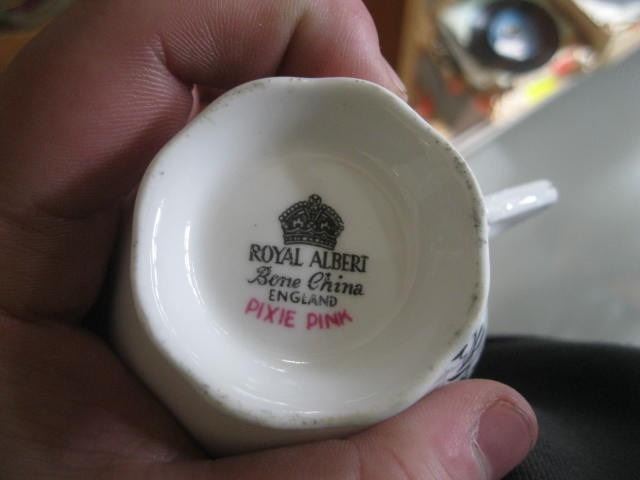 ROYAL ALBERT
Bone China
ENGLAND
PIXIE PINK